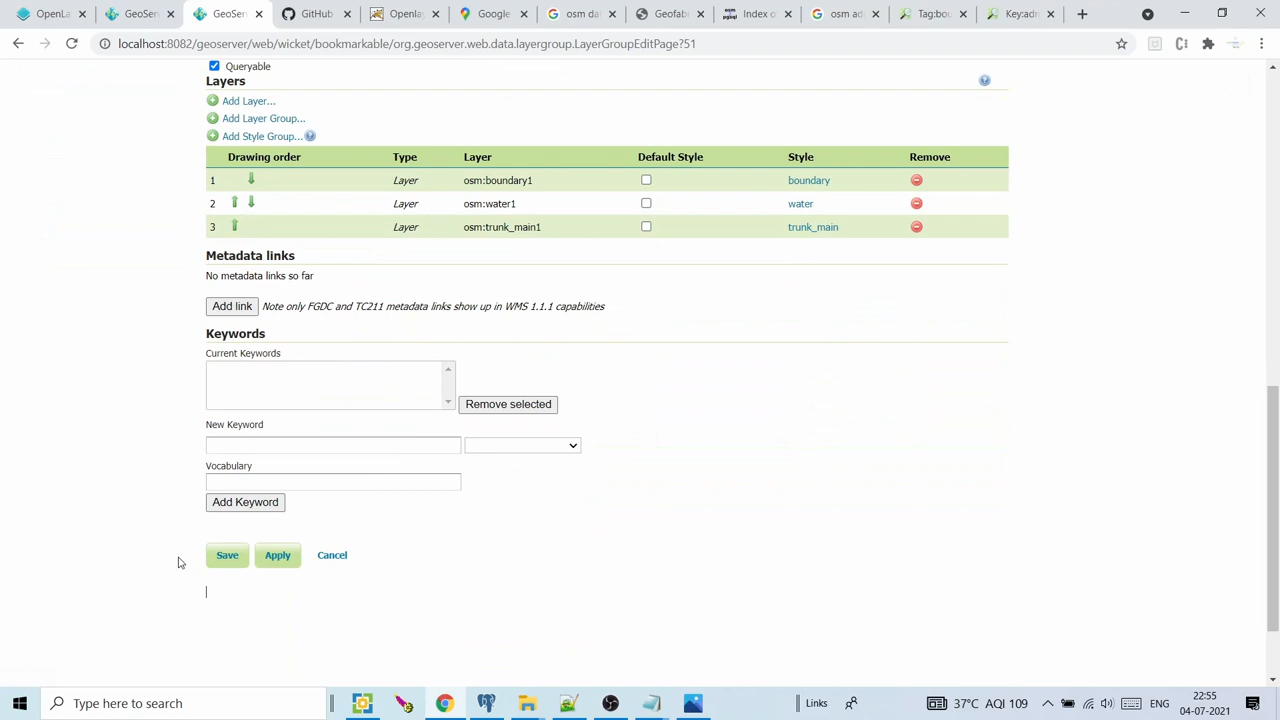 OpenL
GeoSer
GitHub
Openla
Google
osm da
Geofab
Index o
osm ad
Tag:bou
Key:adm
localhost:8082/geoserver/web/wicket/bookmarkable/org.geoserver.web.data.layergroup.LayerGroupEditPage?51
Queryable
Layers
Add Layer...
Add Layer Group...
Add Style Group...
Drawing order Type Layer Default Style Style Remove
1 Layer osm:boundary1 boundary
2 Layer osm:water1 water
3 Layer osm:trunk_main1 trunk_main
Metadata links
No metadata links so far
Add link Note only FGDC and TC211 metadata links show up in WMS 1.1.1 capabilities
Keywords
Current Keywords
Remove selected
New Keyword
Vocabulary
Add Keyword
Save Apply Cancel
Type here to search
Links
37°C AQI 109
ENG
22:55
04-07-2021